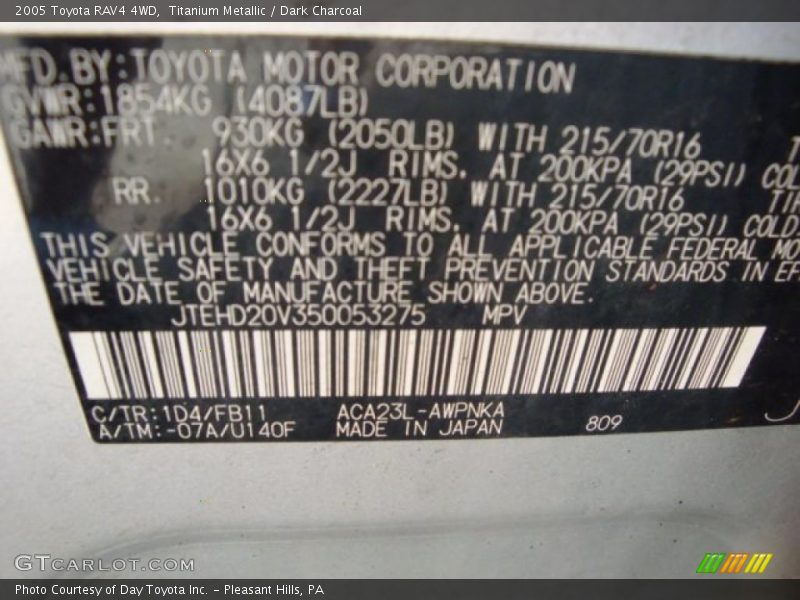 2005 Toyota RAV4 4WD, Titanium Metallic / Dark Charcoal
MFD.BY:TOYOTA MOTOR CORPORATION
GVWR:1854KG (4087LB)
GAWR:FRT. 930KG (2050LB) WITH 215/70R16
16X6 1/2J RIMS. AT 200KPA (29PSI) COLD
RR. 1010KG (2227LB) WITH 215/70R16
16X6 1/2J RIMS. AT 200KPA (29PSI) COLD
THIS VEHICLE CONFORMS TO ALL APPLICABLE FEDERAL MO
VEHICLE SAFETY AND THEFT PREVENTION STANDARDS IN EF
THE DATE OF MANUFACTURE SHOWN ABOVE.
JTEHD20V350053275 MPV
C/TR:1D4/FB11 ACA23L-AWPNKA
A/TM:-07A/U140F MADE IN JAPAN 809
GTCARLOT.COM
Photo Courtesy of Day Toyota Inc. - Pleasant Hills, PA